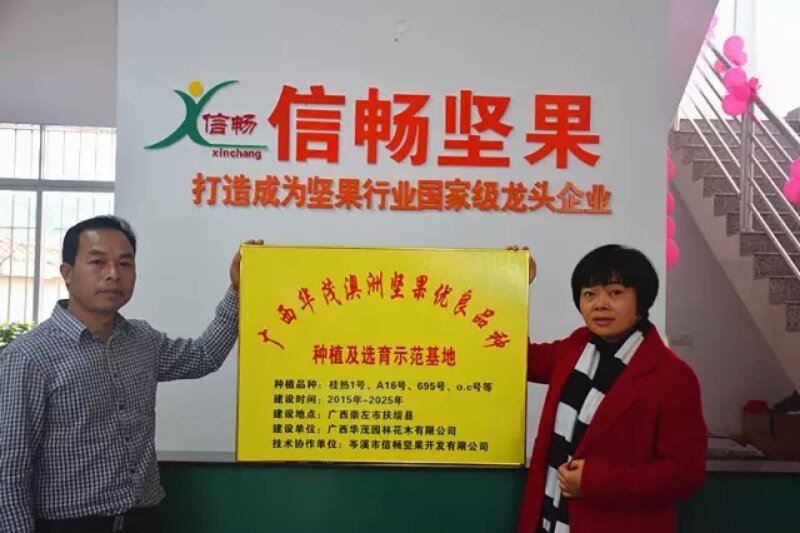 信畅
xinchang
信畅坚果
打造成为坚果行业国家级龙头企业
广西华茂澳洲坚果优良品种
种植及选育示范基地
种植品种：桂热1号、A16号、695号、o.c号等
建设时间：2015年-2025年
建设地点：广西崇左市扶绥县
建设单位：广西华茂园林花木有限公司
技术协作单位：岑溪市信畅坚果开发有限公司